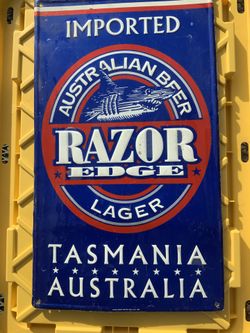 IMPORTED
AUSTRALIAN BEER
RAZOR
EDGE
LAGER
TASMANIA
AUSTRALIA